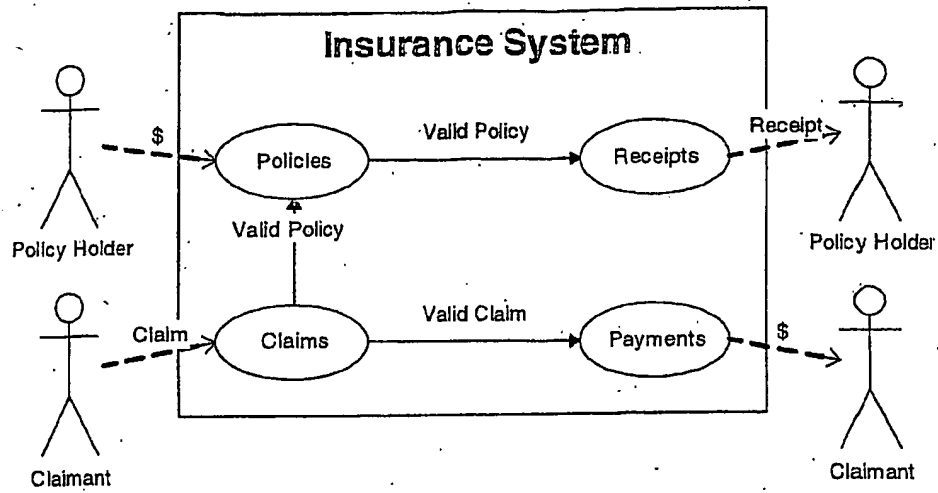 Insurance System
$
Policies
Valid Policy
Receipts
Receipt
Policy Holder
Valid Policy
Policy Holder
Claim
Claims
Valid Claim
Payments
$
Claimant
Claimant